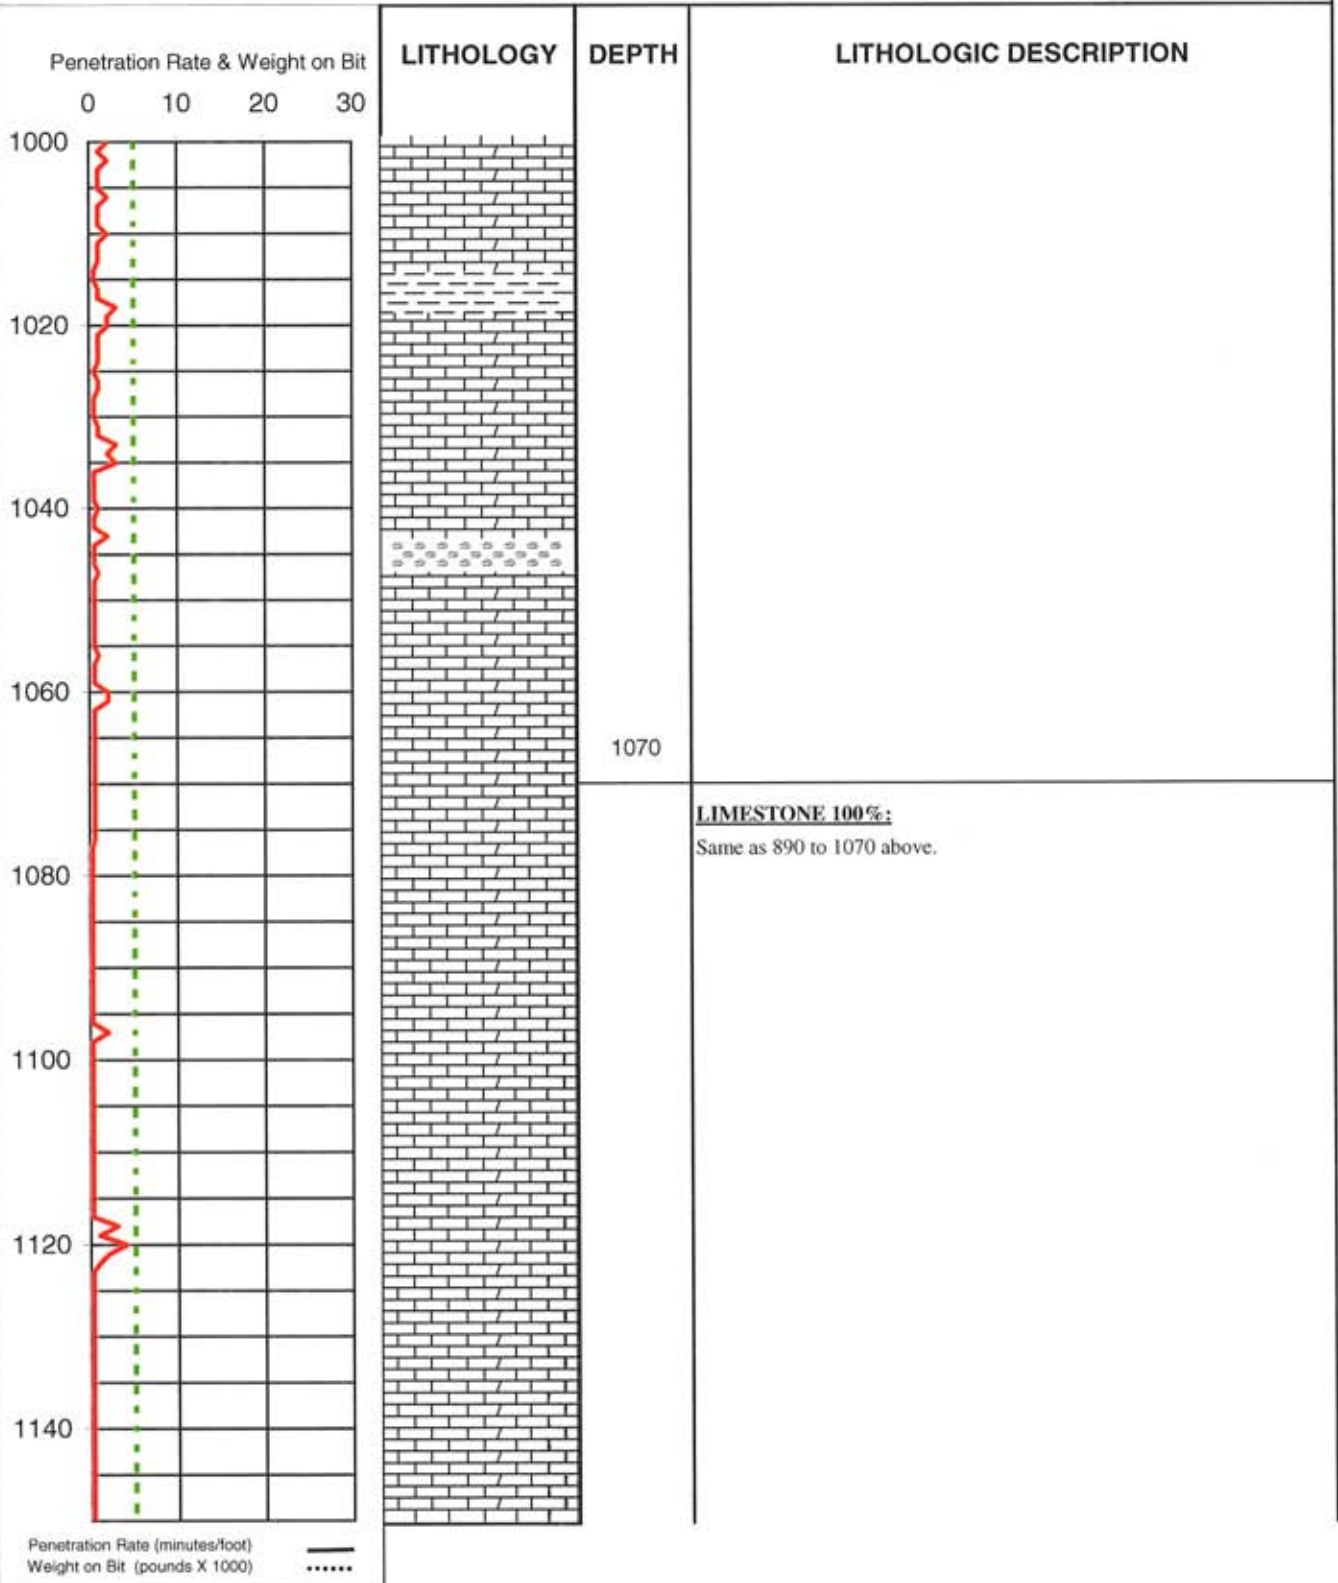 Penetration Rate & Weight on Bit
LITHOLOGY
DEPTH
LITHOLOGIC DESCRIPTION
0 10 20 30
1000
1020
1040
1060
1070
LIMESTONE 100%:
Same as 890 to 1070 above.
1080
1100
1120
1140
Penetration Rate (minutes/foot)
Weight on Bit (pounds X 1000)